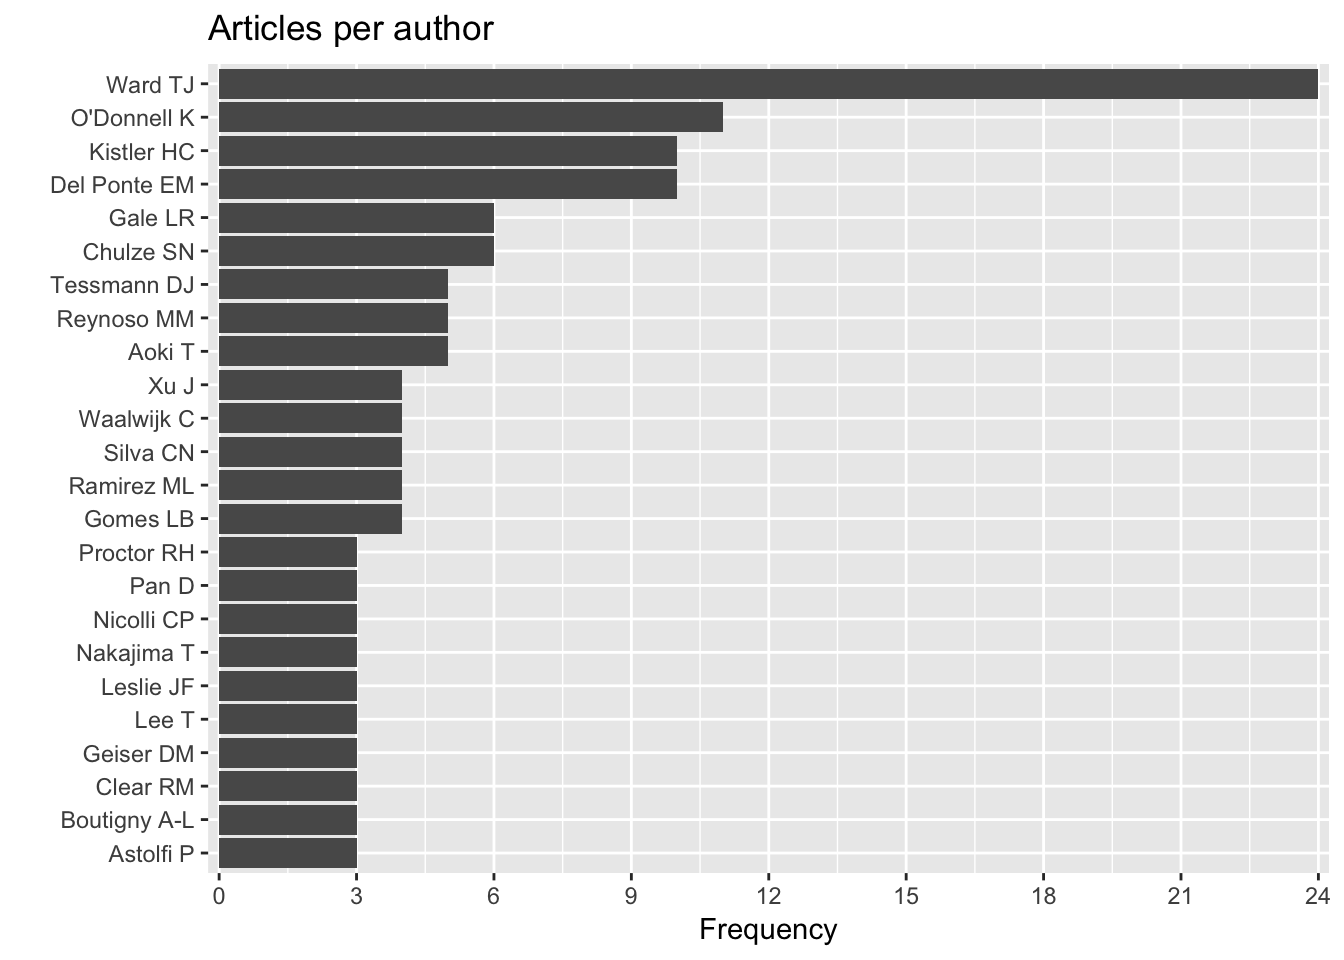 Articles per author
Ward TJ
O'Donnell K
Kistler HC
Del Ponte EM
Gale LR
Chulze SN
Tessmann DJ
Reynoso MM
Aoki T
Xu J
Waalwijk C
Silva CN
Ramirez ML
Gomes LB
Proctor RH
Pan D
Nicolli CP
Nakajima T
Leslie JF
Lee T
Geiser DM
Clear RM
Boutigny A-L
Astolfi P
0 3 6 9 12 15 18 21 24
Frequency